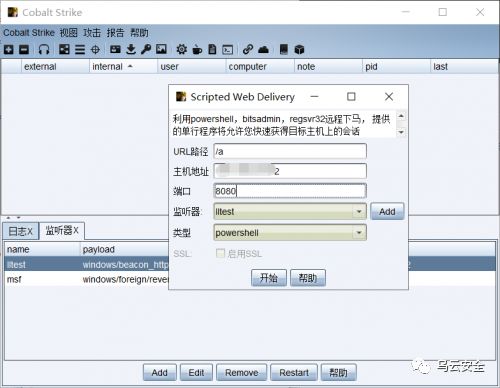 Cobalt Strike
Cobalt Strike 视图 攻击 报告 帮助
external internal user computer note pid last
Scripted Web Delivery
利用powershell，bitsadmin，regsvr32远程下马， 提供
的单行程序将允许您快速获得目标主机上的会话
URL路径 /a
主机地址 2
端口 8080
监听器: lltest Add
类型 powershell
SSL: 启用SSL
开始 帮助
日志X 监听器X
name payload
lltest windows/beacon_http 2
msf windows/foreign/rever
Add Edit Remove Restart 帮助
乌云安全